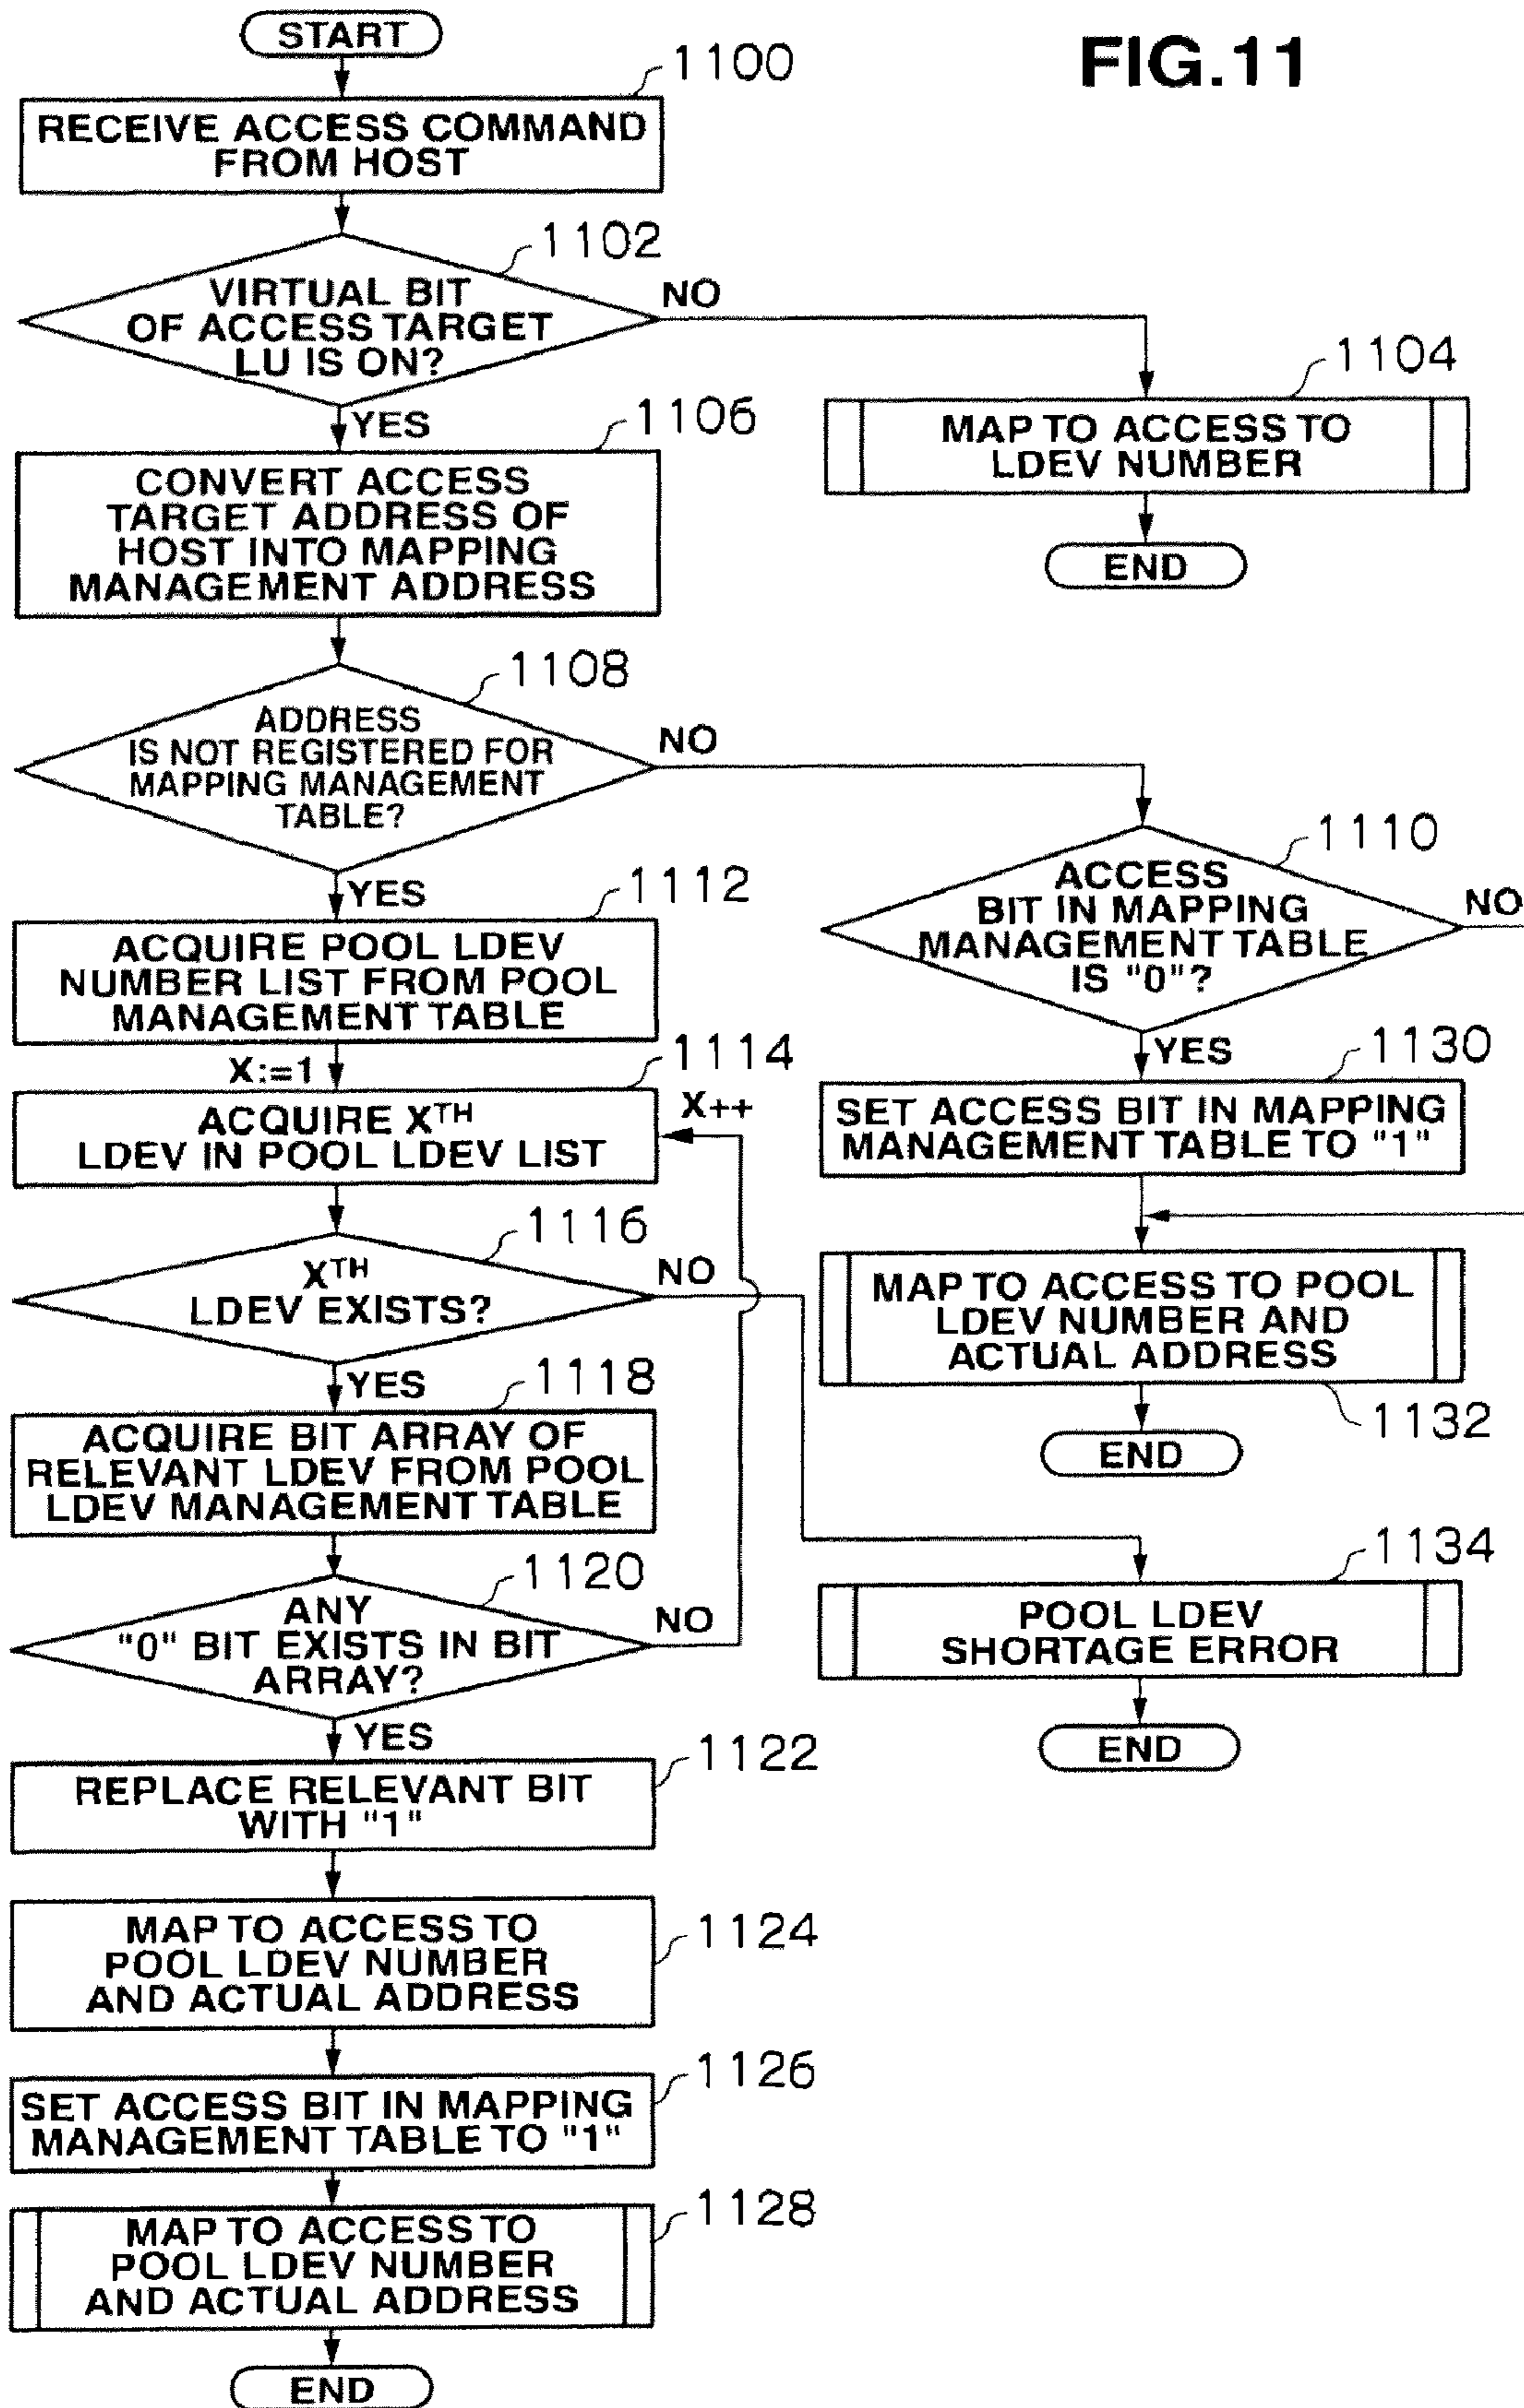 FIG.11
START
1100
RECEIVE ACCESS COMMAND
FROM HOST
1102
VIRTUAL BIT
OF ACCESS TARGET
LU IS ON?
NO
YES
1104
MAP TO ACCESS TO
LDEV NUMBER
END
1106
CONVERT ACCESS
TARGET ADDRESS OF
HOST INTO MAPPING
MANAGEMENT ADDRESS
1108
ADDRESS
IS NOT REGISTERED FOR
MAPPING MANAGEMENT
TABLE?
NO
YES
1110
ACCESS
BIT IN MAPPING
MANAGEMENT TABLE
IS "0"?
NO
YES
1112
ACQUIRE POOL LDEV
NUMBER LIST FROM POOL
MANAGEMENT TABLE
X:=1
1114
ACQUIRE XTH
LDEV IN POOL LDEV LIST
X++
1130
SET ACCESS BIT IN MAPPING
MANAGEMENT TABLE TO "1"
1116
XTH
LDEV EXISTS?
NO
YES
MAP TO ACCESS TO POOL
LDEV NUMBER AND
ACTUAL ADDRESS
1132
END
1118
ACQUIRE BIT ARRAY OF
RELEVANT LDEV FROM POOL
LDEV MANAGEMENT TABLE
1120
ANY
"0" BIT EXISTS IN BIT
ARRAY?
NO
YES
1134
POOL LDEV
SHORTAGE ERROR
END
1122
REPLACE RELEVANT BIT
WITH "1"
1124
MAP TO ACCESS TO
POOL LDEV NUMBER
AND ACTUAL ADDRESS
1126
SET ACCESS BIT IN MAPPING
MANAGEMENT TABLE TO "1"
1128
MAP TO ACCESS TO
POOL LDEV NUMBER
AND ACTUAL ADDRESS
END